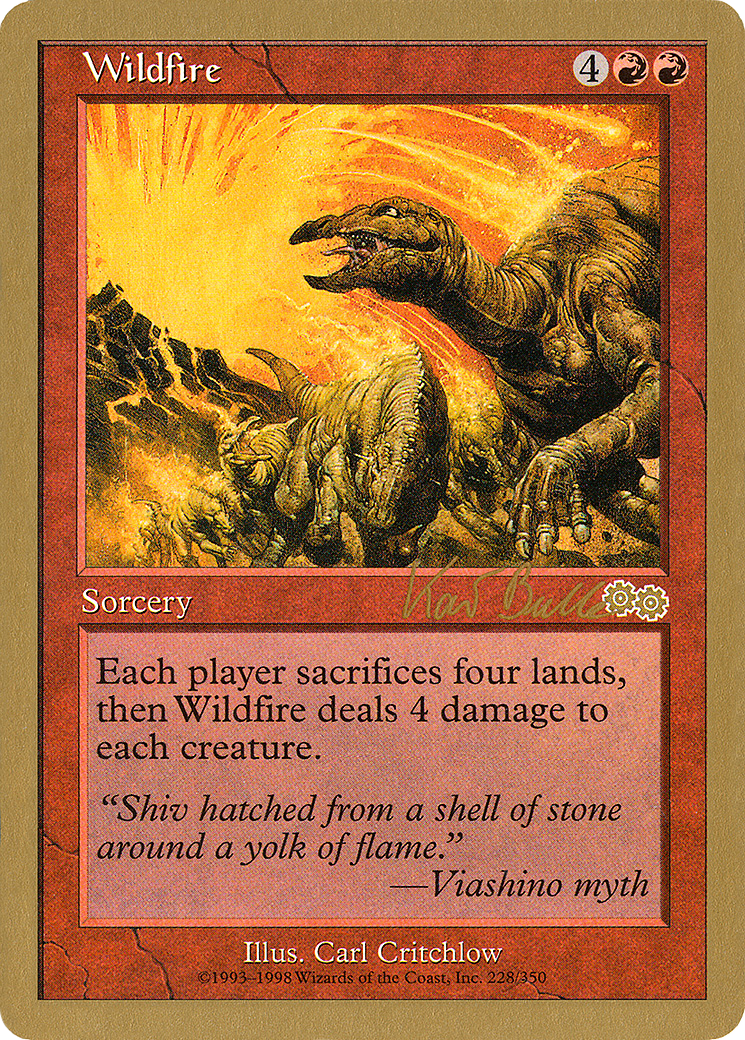 Wildfire 4
Sorcery
Each player sacrifices four lands,
then Wildfire deals 4 damage to
each creature.
“Shiv hatched from a shell of stone
around a yolk of flame.”
—Viashino myth
Illus. Carl Critchlow
©1993–1998 Wizards of the Coast, Inc. 228/350